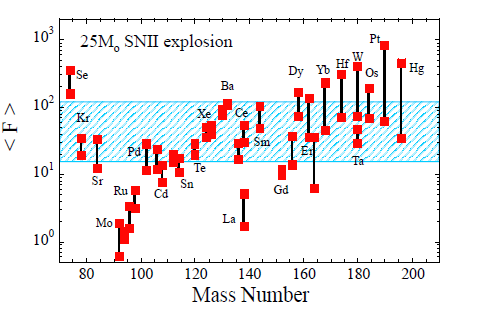 25M₀ SNII explosion
< F >
10³
10²
10¹
10⁰
Se
Kr
Sr
Mo
Ru
Pd
Cd
Sn
Te
Xe
Ba
Ce
La
Sm
Gd
Dy
Er
Yb
Hf
W
Ta
Os
Pt
Hg
80 100 120 140 160 180 200
Mass Number